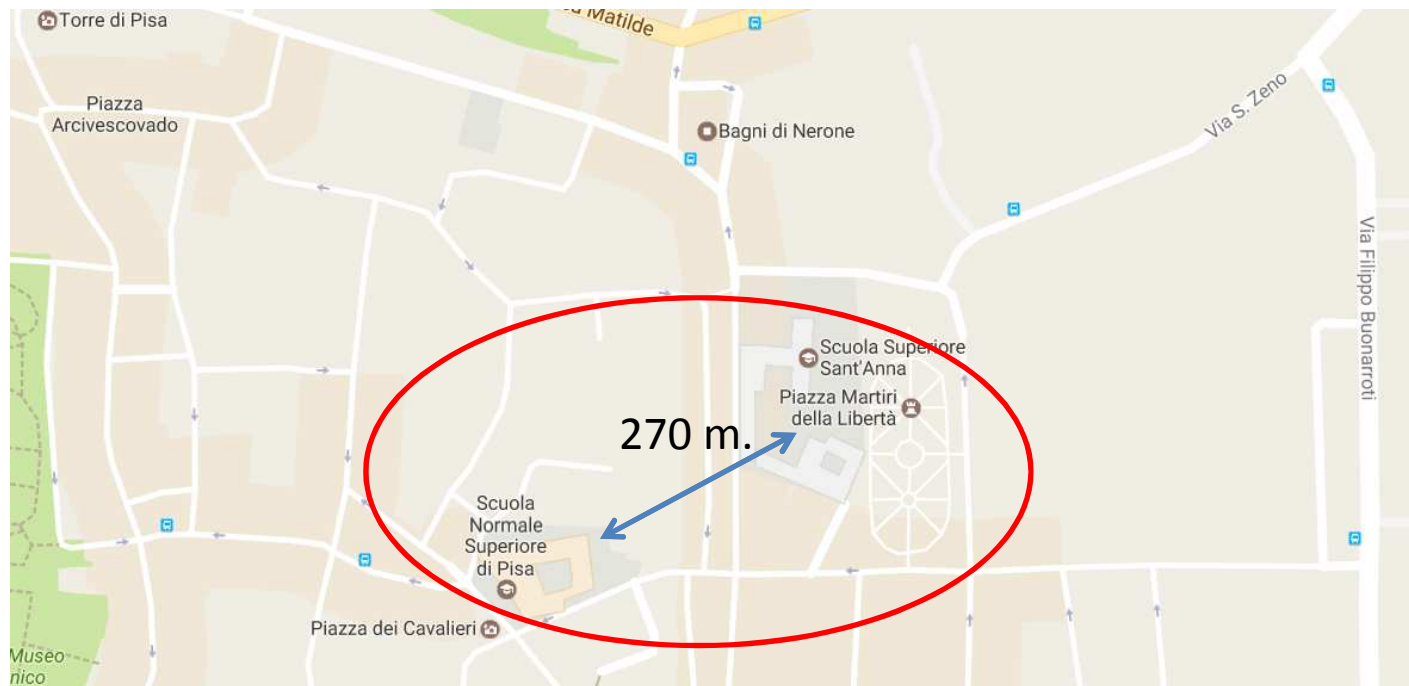 Matilde
Torre di Pisa
Piazza
Arcivescovado
Bagni di Nerone
Via S. Zeno
Via Filippo Buonarroti
Scuola Superiore
Sant'Anna
Piazza Martiri
della Libertà
270 m.
Scuola
Normale
Superiore
di Pisa
Piazza dei Cavalieri
Museo
nico